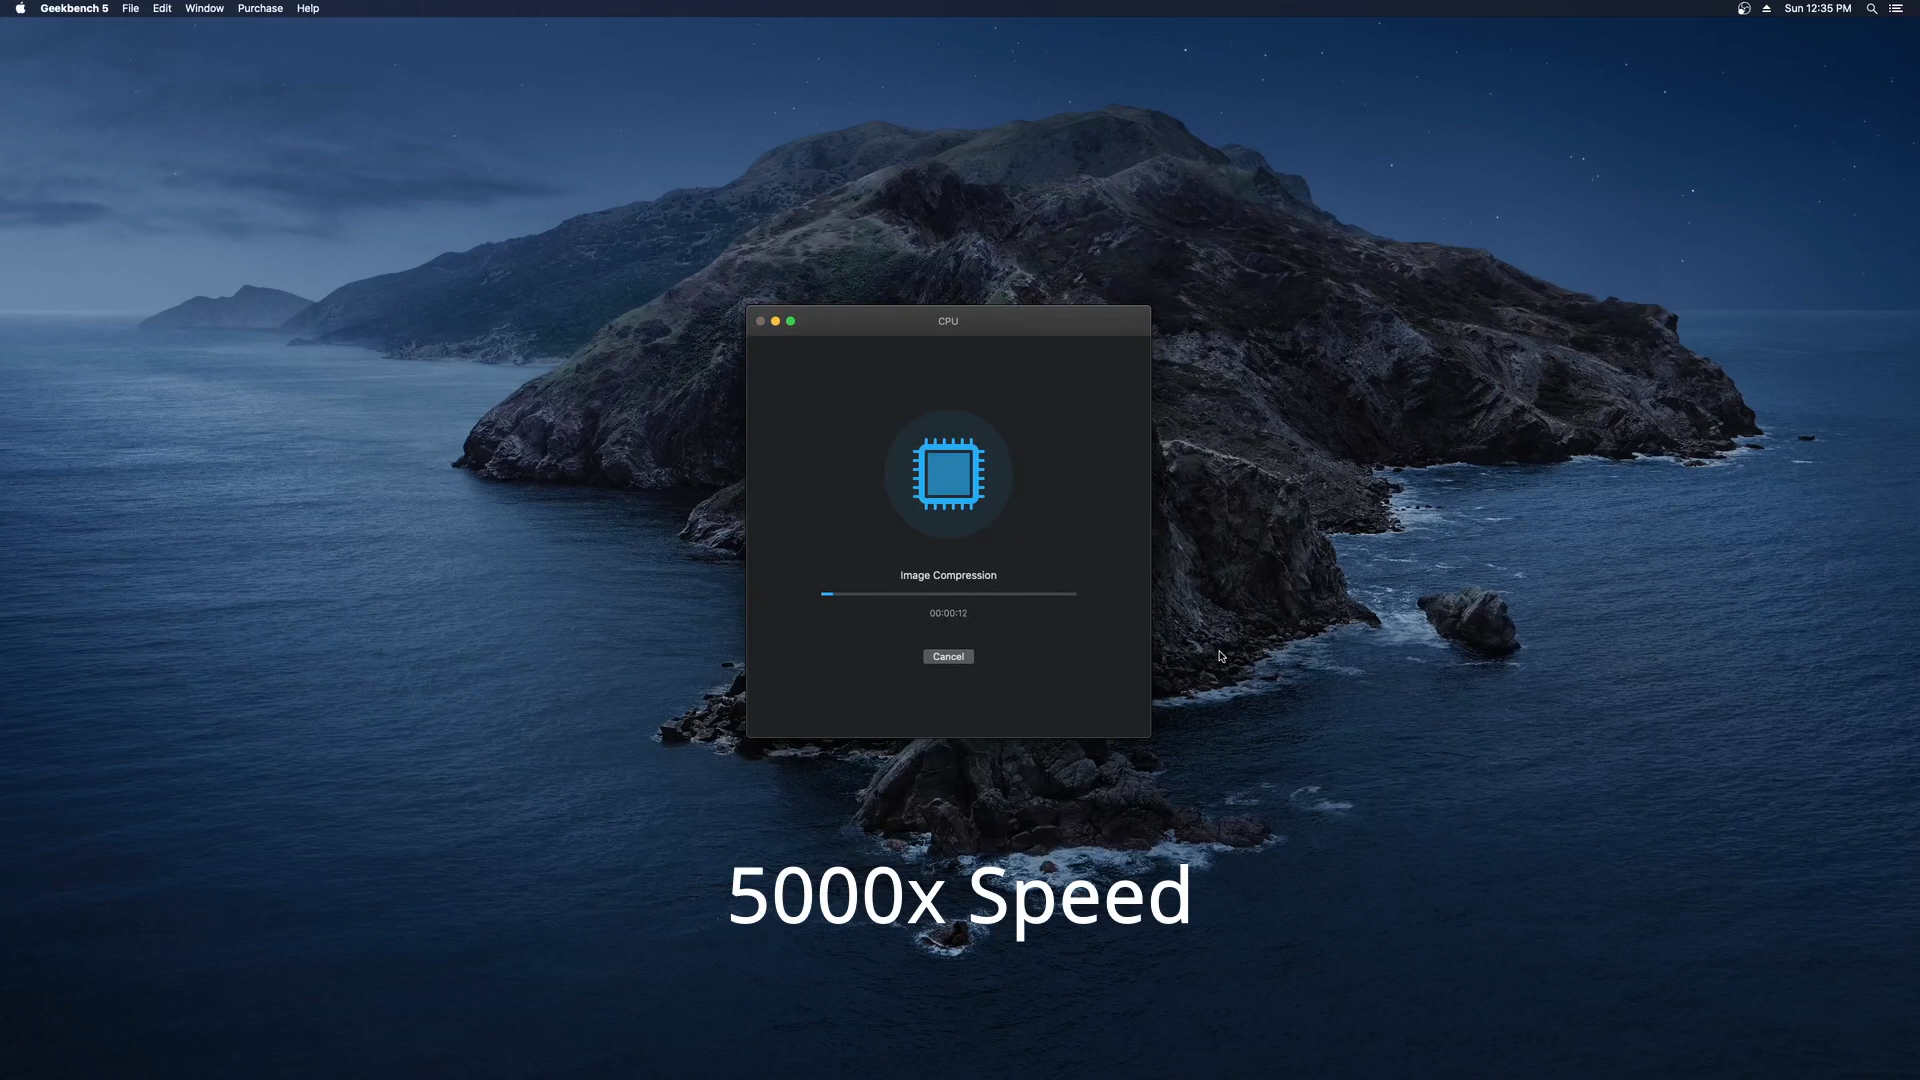 Geekbench 5 File Edit Window Purchase Help Sun 12:35 PM
CPU
Image Compression
00:00:12
Cancel
5000x Speed